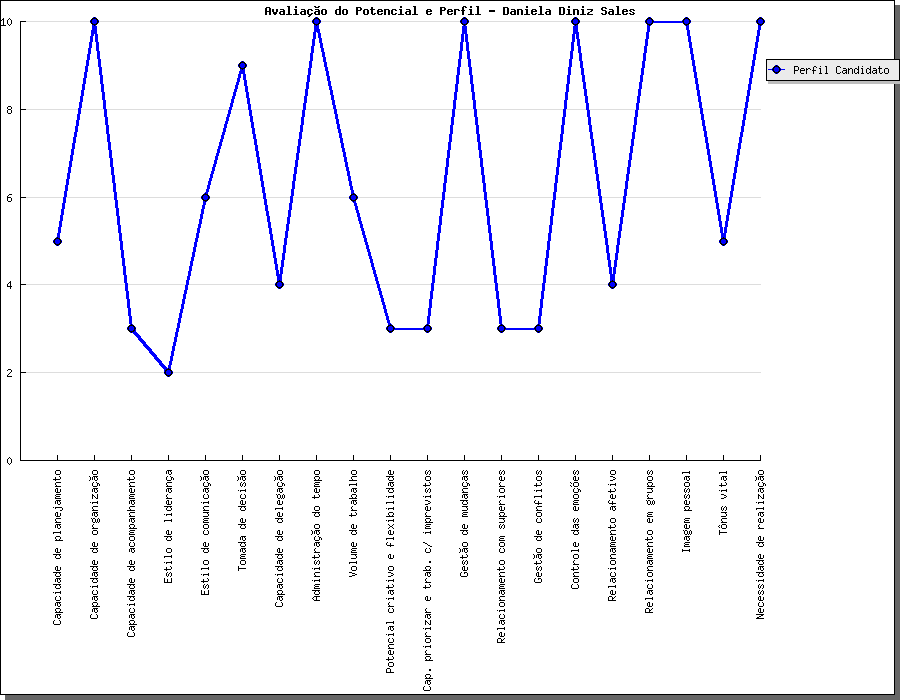 Avaliação do Potencial e Perfil - Daniela Diniz Sales
10
8
6
4
2
0
Perfil Candidato
Capacidade de planejamento
Capacidade de organização
Capacidade de acompanhamento
Estilo de liderança
Estilo de comunicação
Tomada de decisão
Capacidade de delegação
Administração do tempo
Volume de trabalho
Potencial criativo e flexibilidade
Cap. priorizar e trab. c/ imprevistos
Gestão de mudanças
Relacionamento com superiores
Gestão de conflitos
Controle das emoções
Relacionamento afetivo
Relacionamento em grupos
Imagem pessoal
Tônus vital
Necessidade de realização